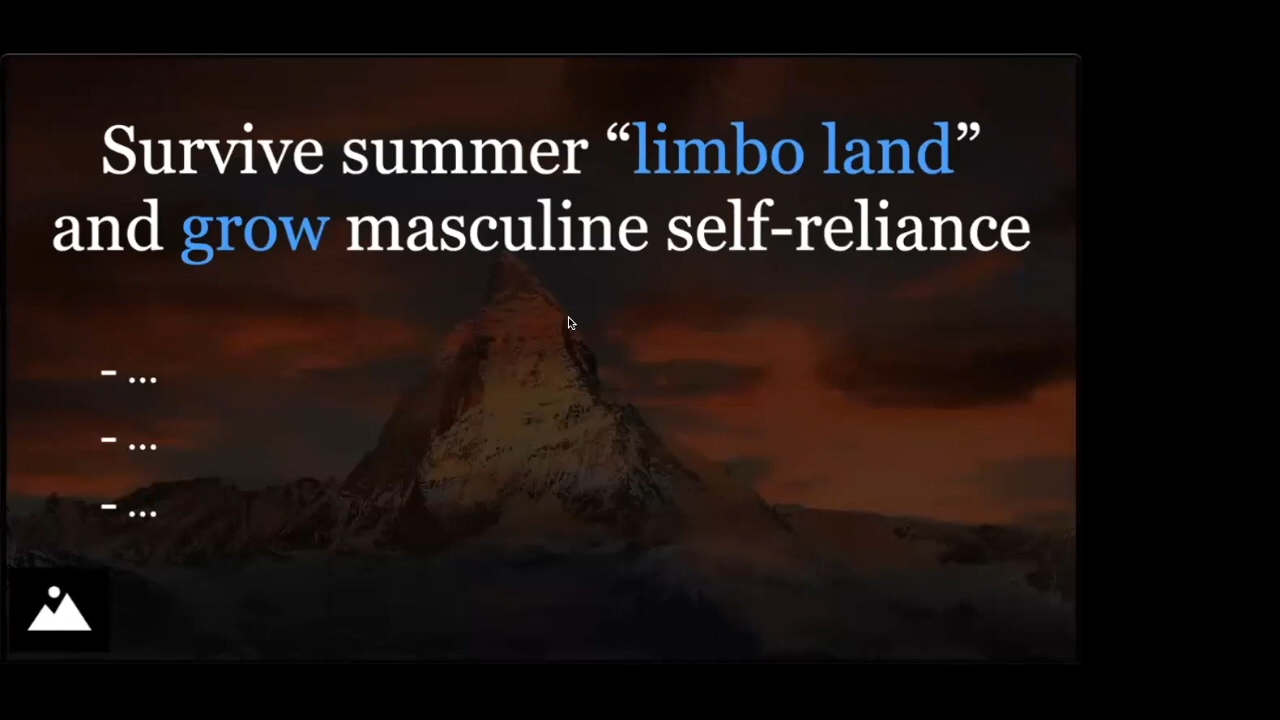 Survive summer “limbo land”
and grow masculine self-reliance
- ...
- ...
- ...